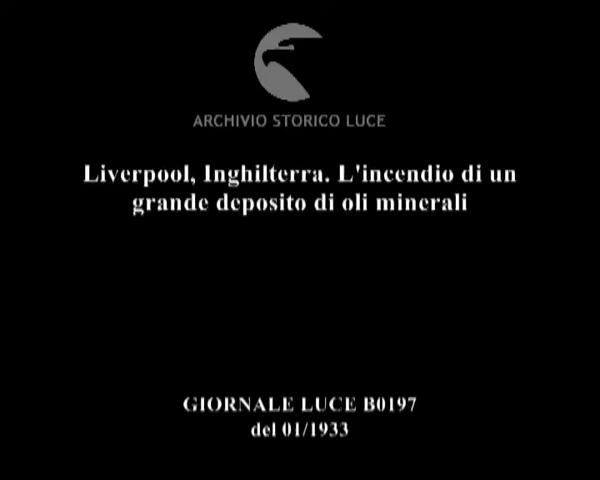 ARCHIVIO STORICO LUCE
Liverpool, Inghilterra. L'incendio di un
grande deposito di oli minerali
GIORNALE LUCE B0197
del 01/1933